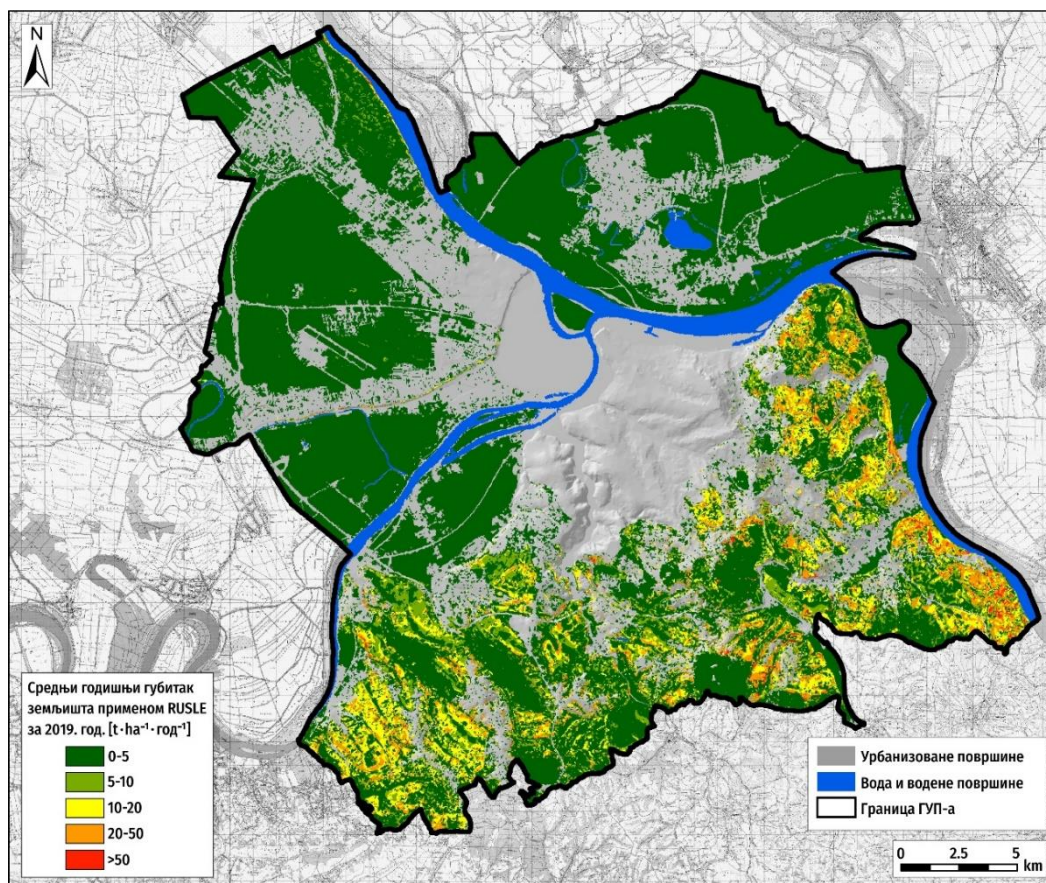 N
Средњи годишњи губитак
земљишта применом RUSLE
за 2019. год. [t·ha⁻¹·год⁻¹]
0-5
5-10
10-20
20-50
>50
Урбанизоване површине
Вода и водене површине
Граница ГУП-а
0 2.5 5
km